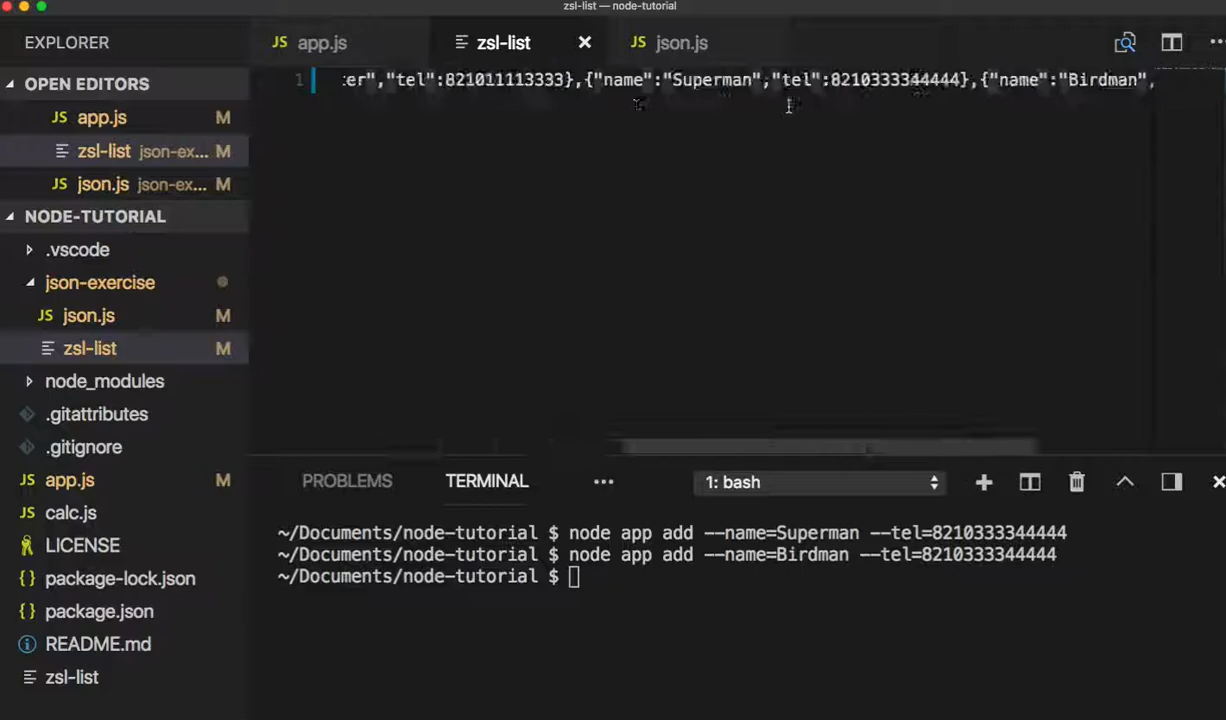 zsl-list — node-tutorial
EXPLORER
JS app.js
zsl-list
JS json.js
OPEN EDITORS
JS app.js M
zsl-list json-ex... M
JS json.js json-ex... M
NODE-TUTORIAL
.vscode
json-exercise
JS json.js M
zsl-list M
node_modules
.gitattributes
.gitignore
JS app.js M
JS calc.js
LICENSE
{} package-lock.json
{} package.json
README.md
zsl-list
1 er","tel":821011113333},{"name":"Superman","tel":8210333344444},{"name":"Birdman",
PROBLEMS TERMINAL ... 1: bash
~/Documents/node-tutorial $ node app add --name=Superman --tel=8210333344444
~/Documents/node-tutorial $ node app add --name=Birdman --tel=8210333344444
~/Documents/node-tutorial $